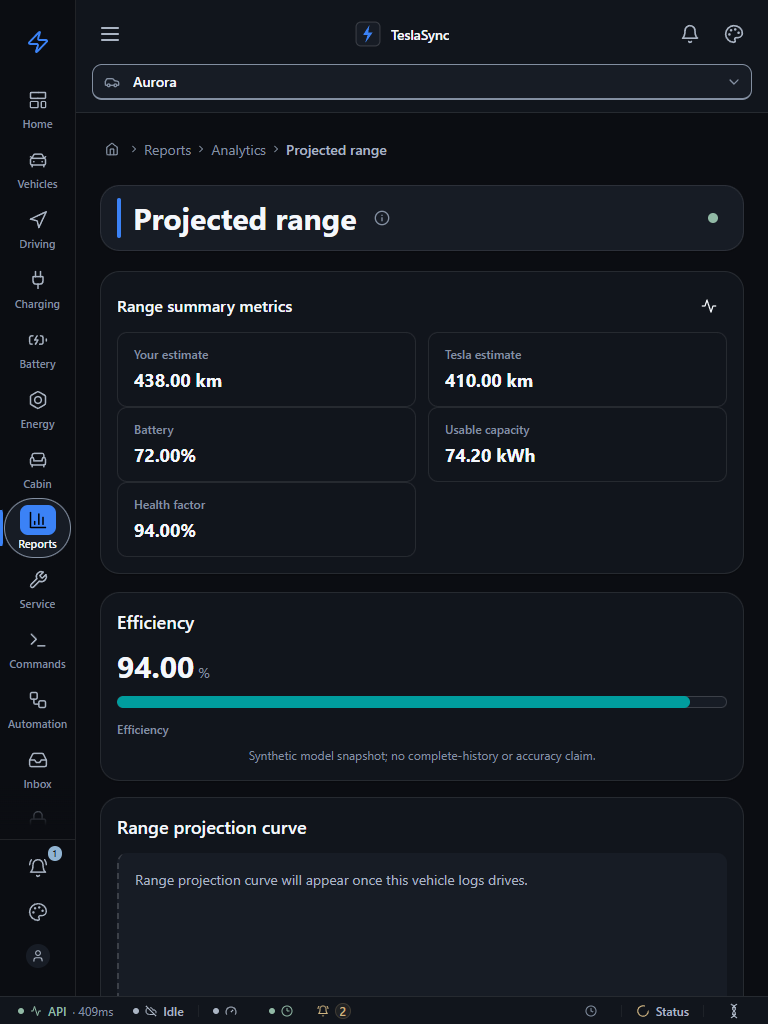 TeslaSync
Aurora
Home
Vehicles
Driving
Charging
Battery
Energy
Cabin
Reports
Service
Commands
Automation
Inbox
1
Reports
Analytics
Projected range
Projected range
Range summary metrics
Your estimate
438.00 km
Tesla estimate
410.00 km
Battery
72.00%
Usable capacity
74.20 kWh
Health factor
94.00%
Efficiency
94.00 %
Efficiency
Synthetic model snapshot; no complete-history or accuracy claim.
Range projection curve
Range projection curve will appear once this vehicle logs drives.
API · 409ms
Idle
2
Status